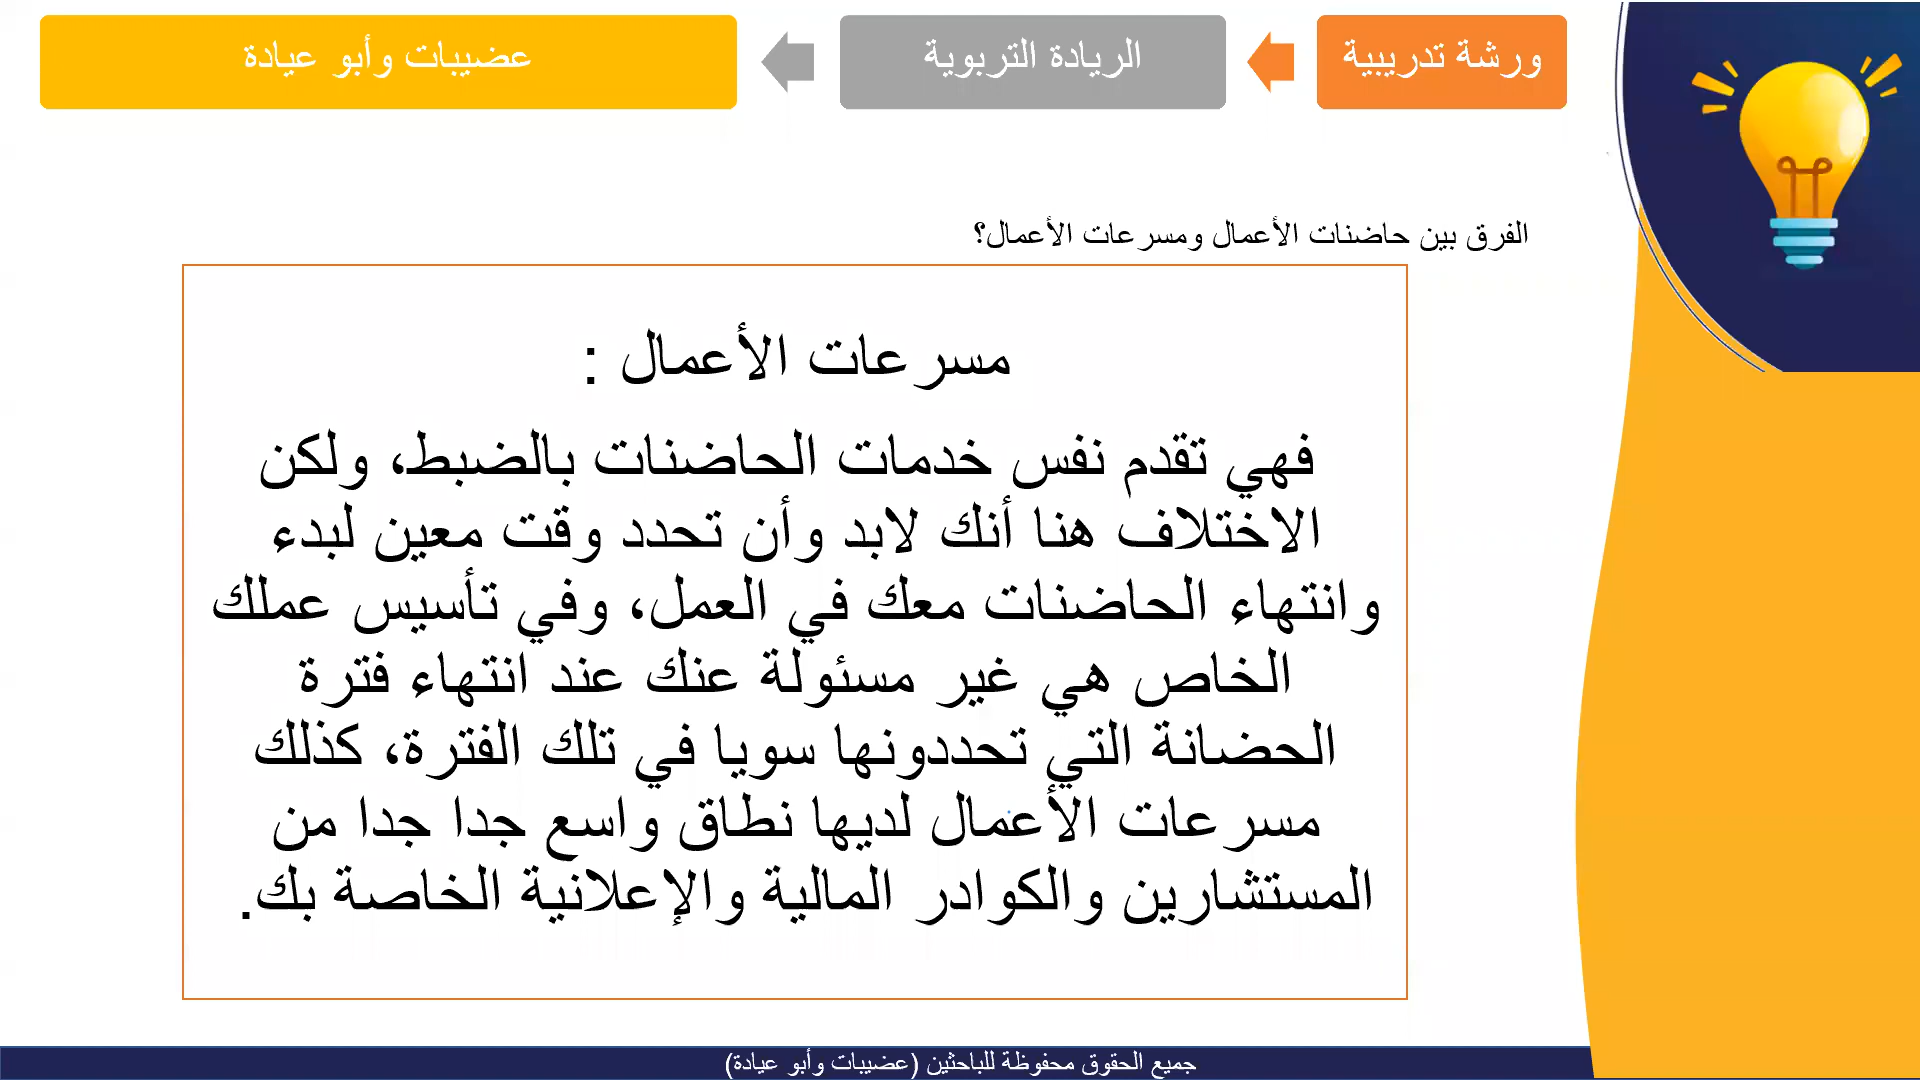 ورشة تدريبية
الريادة التربوية
عضيبات وأبو عيادة
الفرق بين حاضنات الأعمال ومسرعات الأعمال؟
مسرعات الأعمال :
فهي تقدم نفس خدمات الحاضنات بالضبط، ولكن
الاختلاف هنا أنك لابد وأن تحدد وقت معين لبدء
وانتهاء الحاضنات معك في العمل، وفي تأسيس عملك
الخاص هي غير مسئولة عنك عند انتهاء فترة
الحضانة التي تحددونها سويا في تلك الفترة، كذلك
مسرعات الأعمال لديها نطاق واسع جدا جدا من
المستشارين والكوادر المالية والإعلانية الخاصة بك.
جميع الحقوق محفوظة للباحثين (عضيبات وأبو عيادة)